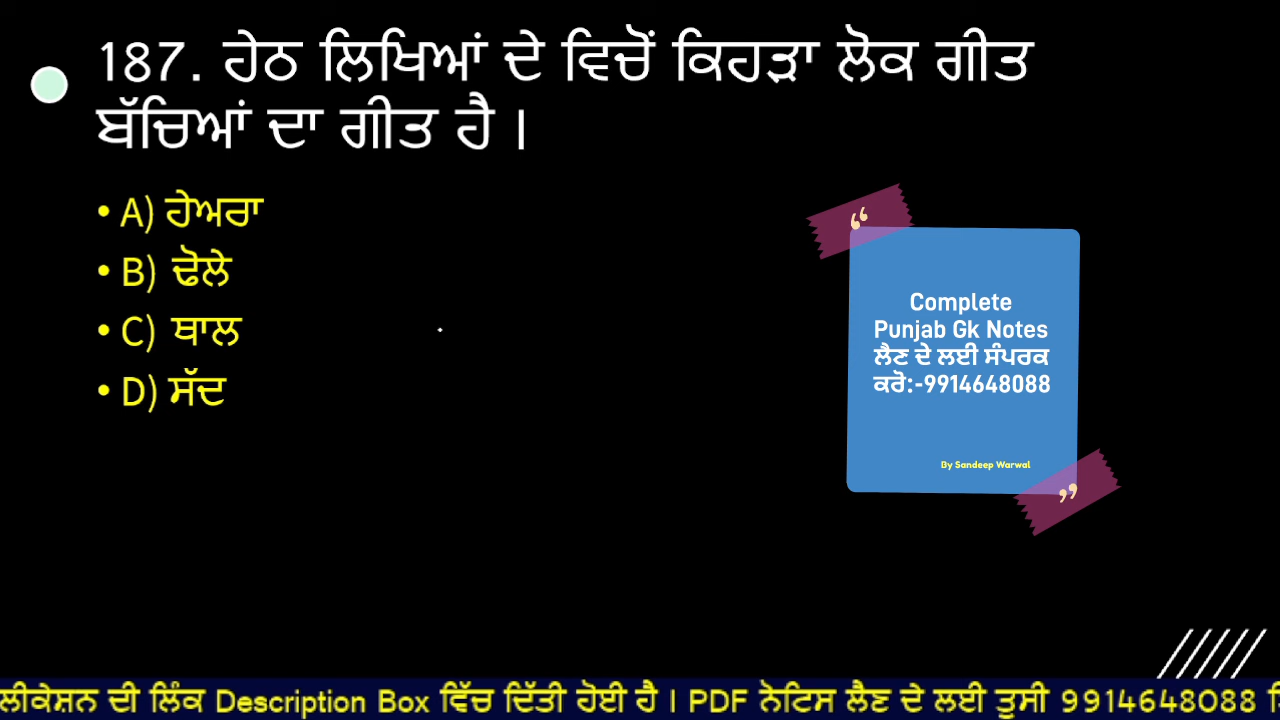 187. ਹੇਠ ਲਿਖਿਆਂ ਦੇ ਵਿਚੋਂ ਕਿਹੜਾ ਲੋਕ ਗੀਤ
ਬੱਚਿਆਂ ਦਾ ਗੀਤ ਹੈ ।
• A) ਹੇਅਰਾ
• B) ਢੋਲੇ
• C) ਥਾਲ
• D) ਸੱਦ
“
Complete
Punjab Gk Notes
ਲੈਣ ਦੇ ਲਈ ਸੰਪਰਕ
ਕਰੋ:-9914648088
By Sandeep Warwal
”
ਲੀਕੇਸ਼ਨ ਦੀ ਲਿੰਕ Description Box ਵਿੱਚ ਦਿੱਤੀ ਹੋਈ ਹੈ । PDF ਨੋਟਿਸ ਲੈਣ ਦੇ ਲਈ ਤੁਸੀ 9914648088